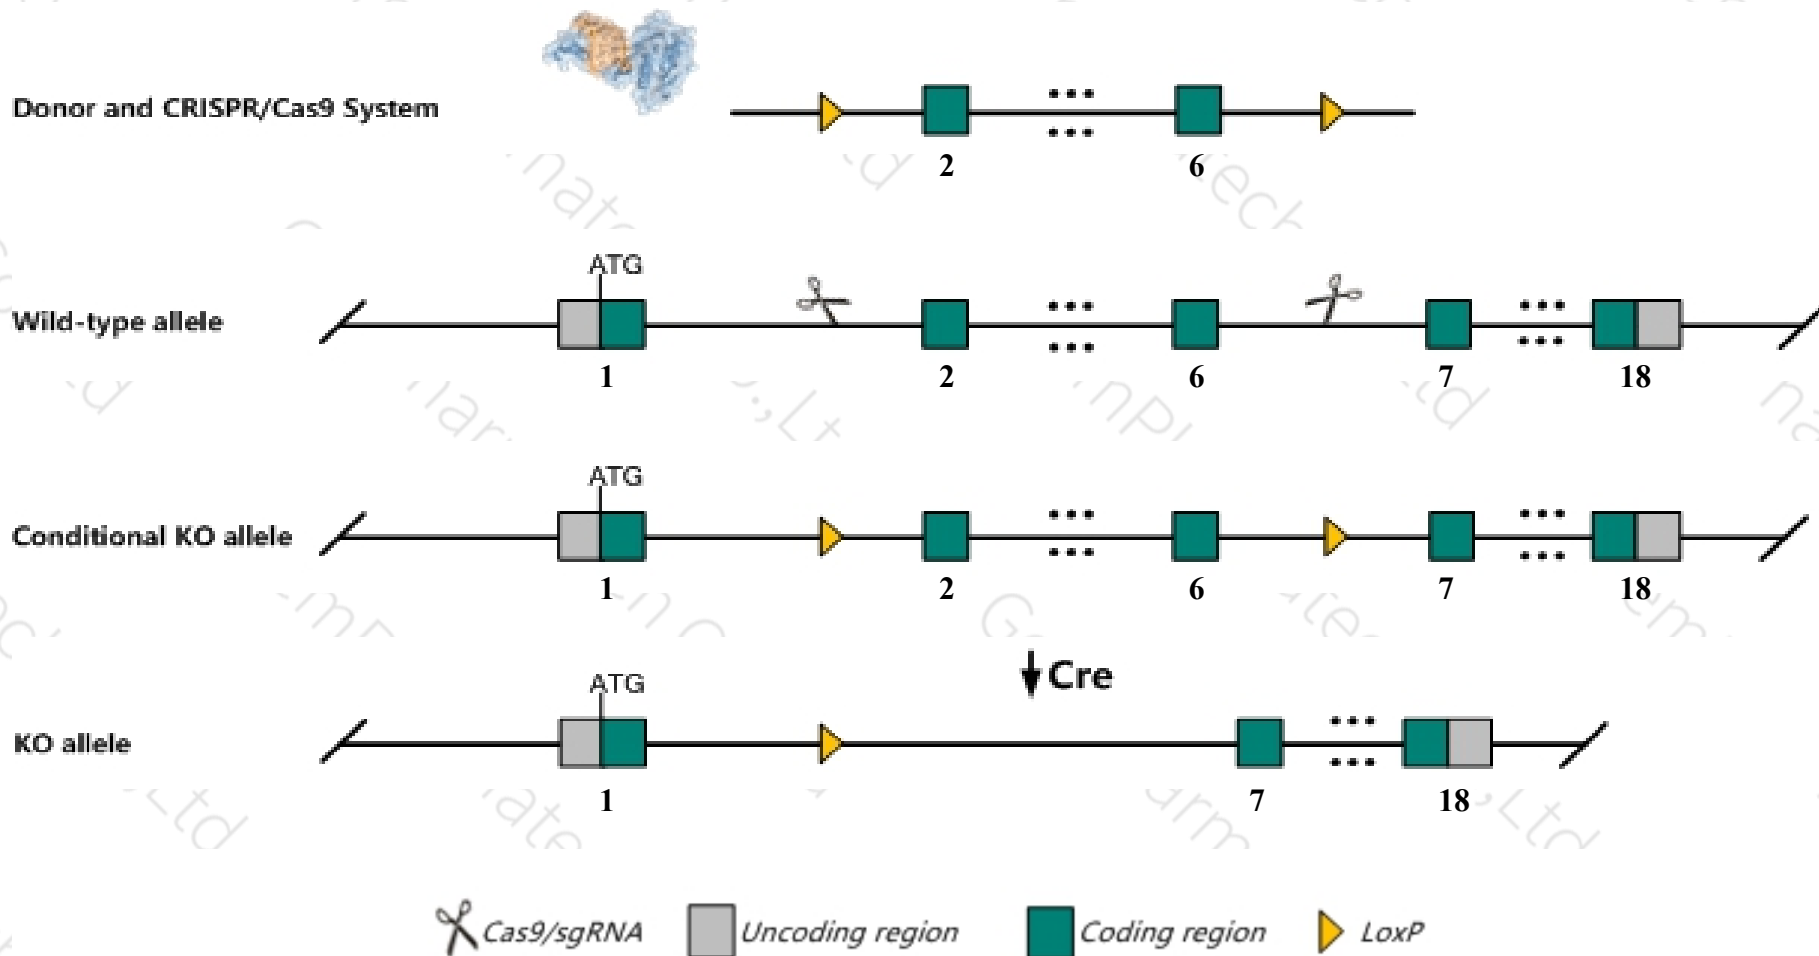 Donor and CRISPR/Cas9 System
2 6
ATG
Wild-type allele
1 2 6 7 18
ATG
Conditional KO allele
1 2 6 7 18
Cre
ATG
KO allele
1 7 18
Cas9/sgRNA Uncoding region Coding region LoxP